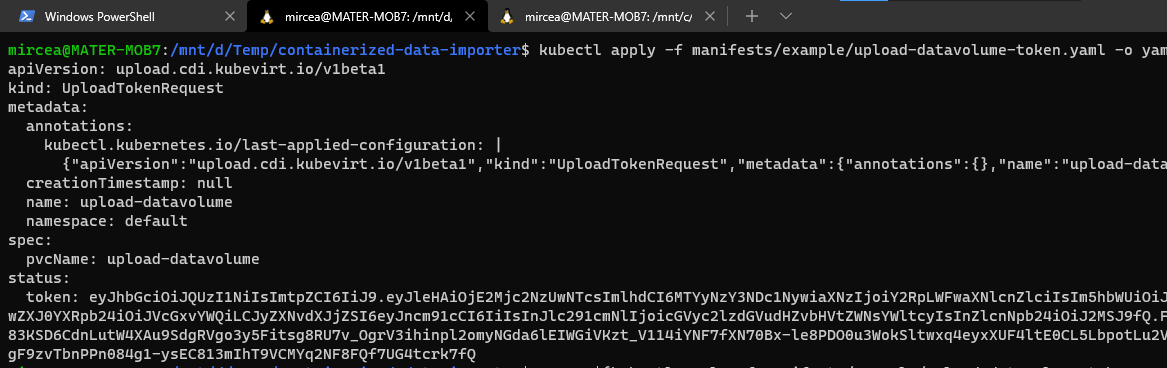 Windows PowerShell
mircea@MATER-MOB7: /mnt/d,
mircea@MATER-MOB7: /mnt/c/
mircea@MATER-MOB7:/mnt/d/Temp/containerized-data-importer$ kubectl apply -f manifests/example/upload-datavolume-token.yaml -o yam
apiVersion: upload.cdi.kubevirt.io/v1beta1
kind: UploadTokenRequest
metadata:
  annotations:
    kubectl.kubernetes.io/last-applied-configuration: |
      {"apiVersion":"upload.cdi.kubevirt.io/v1beta1","kind":"UploadTokenRequest","metadata":{"annotations":{},"name":"upload-data
  creationTimestamp: null
  name: upload-datavolume
  namespace: default
spec:
  pvcName: upload-datavolume
status:
  token: eyJhbGciOiJQUzI1NiIsImtpZCI6IiJ9.eyJleHAiOjE2Mjc2NzUwNTcsImlhdCI6MTYyNzY3NDc1NywiaXNzIjoiY2RpLWFwaXNlcnZlciIsIm5hbWUiOiJ
wZXJ0YXRpb24iOiJVcGxvYWQiLCJyZXNvdXJjZSI6eyJncm91cCI6IiIsInJlc291cmNlIjoicGVyc2lzdGVudHZvbHVtZWNsYWltcyIsInZlcnNpb24iOiJ2MSJ9fQ.F
83KSD6CdnLutW4XAu9SdgRVgo3y5Fitsg8RU7v_OgrV3ihinpl2omyNGda6lEIWGiVKzt_V114iYNF7fXN70Bx-le8PDO0u3WokSltwxq4eyxXUF4ltE0CL5LbpotLu2V
gF9zvTbnPPn084g1-ysEC813mIhT9VCMYq2NF8FQf7UG4tcrk7fQ